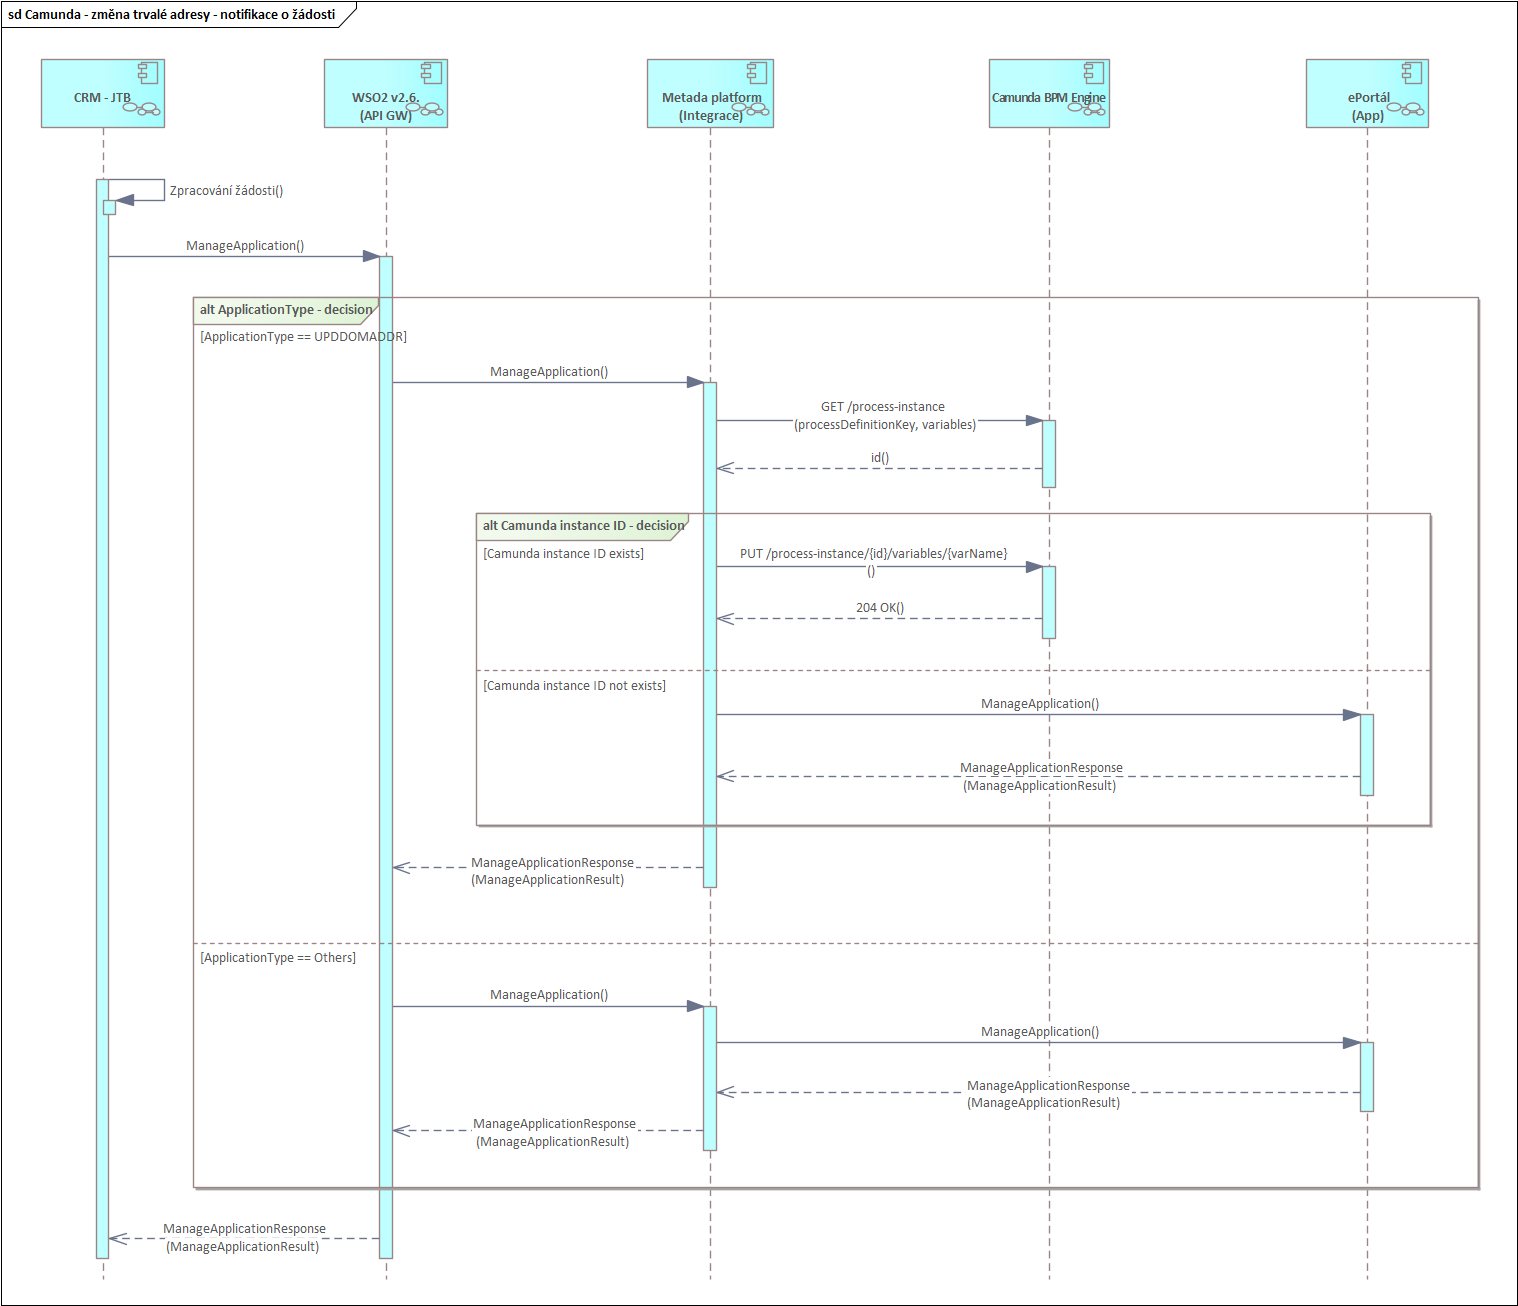 sd Camunda - změna trvalé adresy - notifikace o žádosti
CRM - JTB
WSO2 v2.6.
(API GW)
Metada platform
(Integrace)
Camunda BPM Engine
ePortál
(App)
Zpracování žádosti()
ManageApplication()
alt ApplicationType - decision
[ApplicationType == UPDDOMADDR]
ManageApplication()
GET /process-instance
(processDefinitionKey, variables)
id()
alt Camunda instance ID - decision
[Camunda instance ID exists]
PUT /process-instance/{id}/variables/{varName}
()
204 OK()
[Camunda instance ID not exists]
ManageApplication()
ManageApplicationResponse
(ManageApplicationResult)
ManageApplicationResponse
(ManageApplicationResult)
[ApplicationType == Others]
ManageApplication()
ManageApplication()
ManageApplicationResponse
(ManageApplicationResult)
ManageApplicationResponse
(ManageApplicationResult)
ManageApplicationResponse
(ManageApplicationResult)